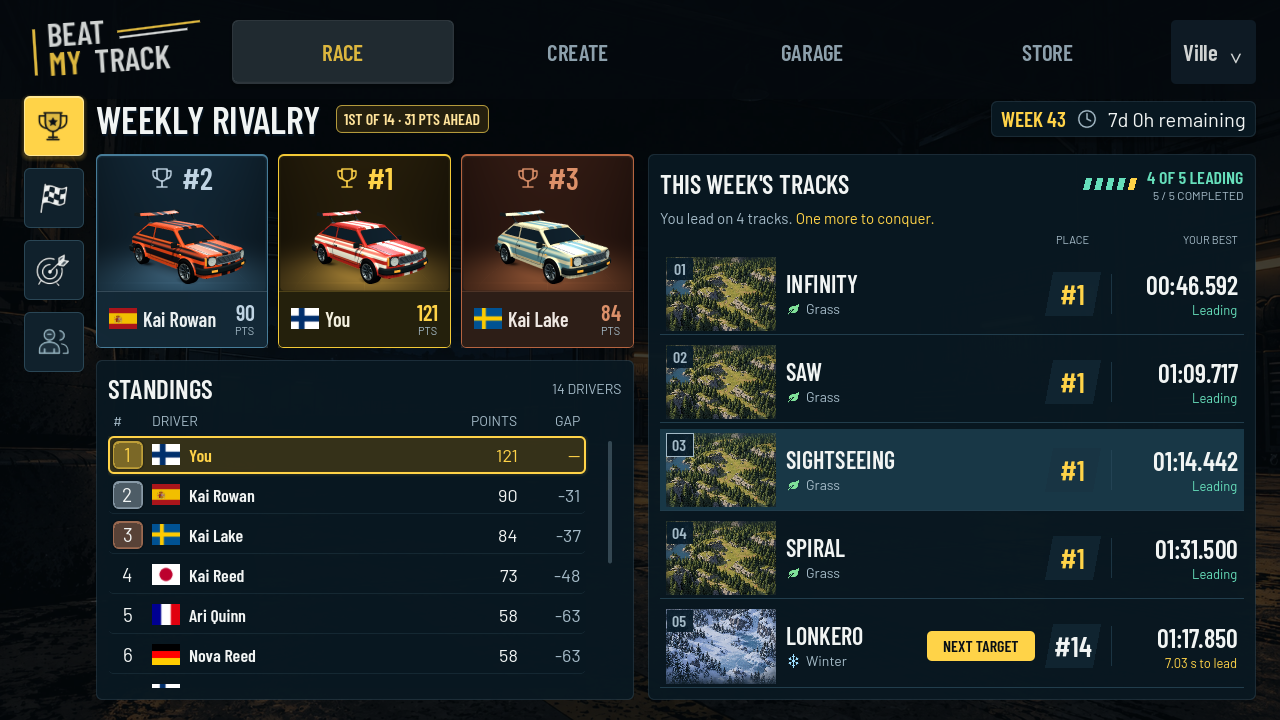 BEAT
MY TRACK
RACE
CREATE
GARAGE
STORE
Ville
WEEKLY RIVALRY
1ST OF 14 · 31 PTS AHEAD
WEEK 43
7d 0h remaining
#2
Kai Rowan
90
PTS
#1
You
121
PTS
#3
Kai Lake
84
PTS
STANDINGS
14 DRIVERS
# DRIVER POINTS GAP
1 You 121 —
2 Kai Rowan 90 -31
3 Kai Lake 84 -37
4 Kai Reed 73 -48
5 Ari Quinn 58 -63
6 Nova Reed 58 -63
THIS WEEK'S TRACKS
4 OF 5 LEADING
5 / 5 COMPLETED
You lead on 4 tracks. One more to conquer.
PLACE YOUR BEST
01
INFINITY
Grass
#1
00:46.592
Leading
02
SAW
Grass
#1
01:09.717
Leading
03
SIGHTSEEING
Grass
#1
01:14.442
Leading
04
SPIRAL
Grass
#1
01:31.500
Leading
05
LONKERO
Winter
NEXT TARGET
#14
01:17.850
7.03 s to lead